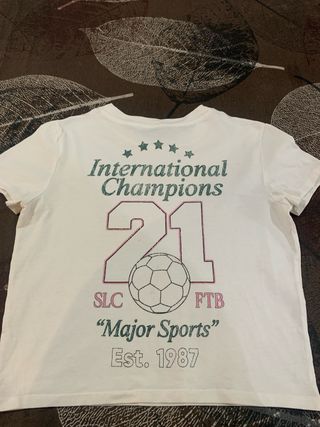 International
Champions
21
SLC FTB
"Major Sports"
Est. 1987